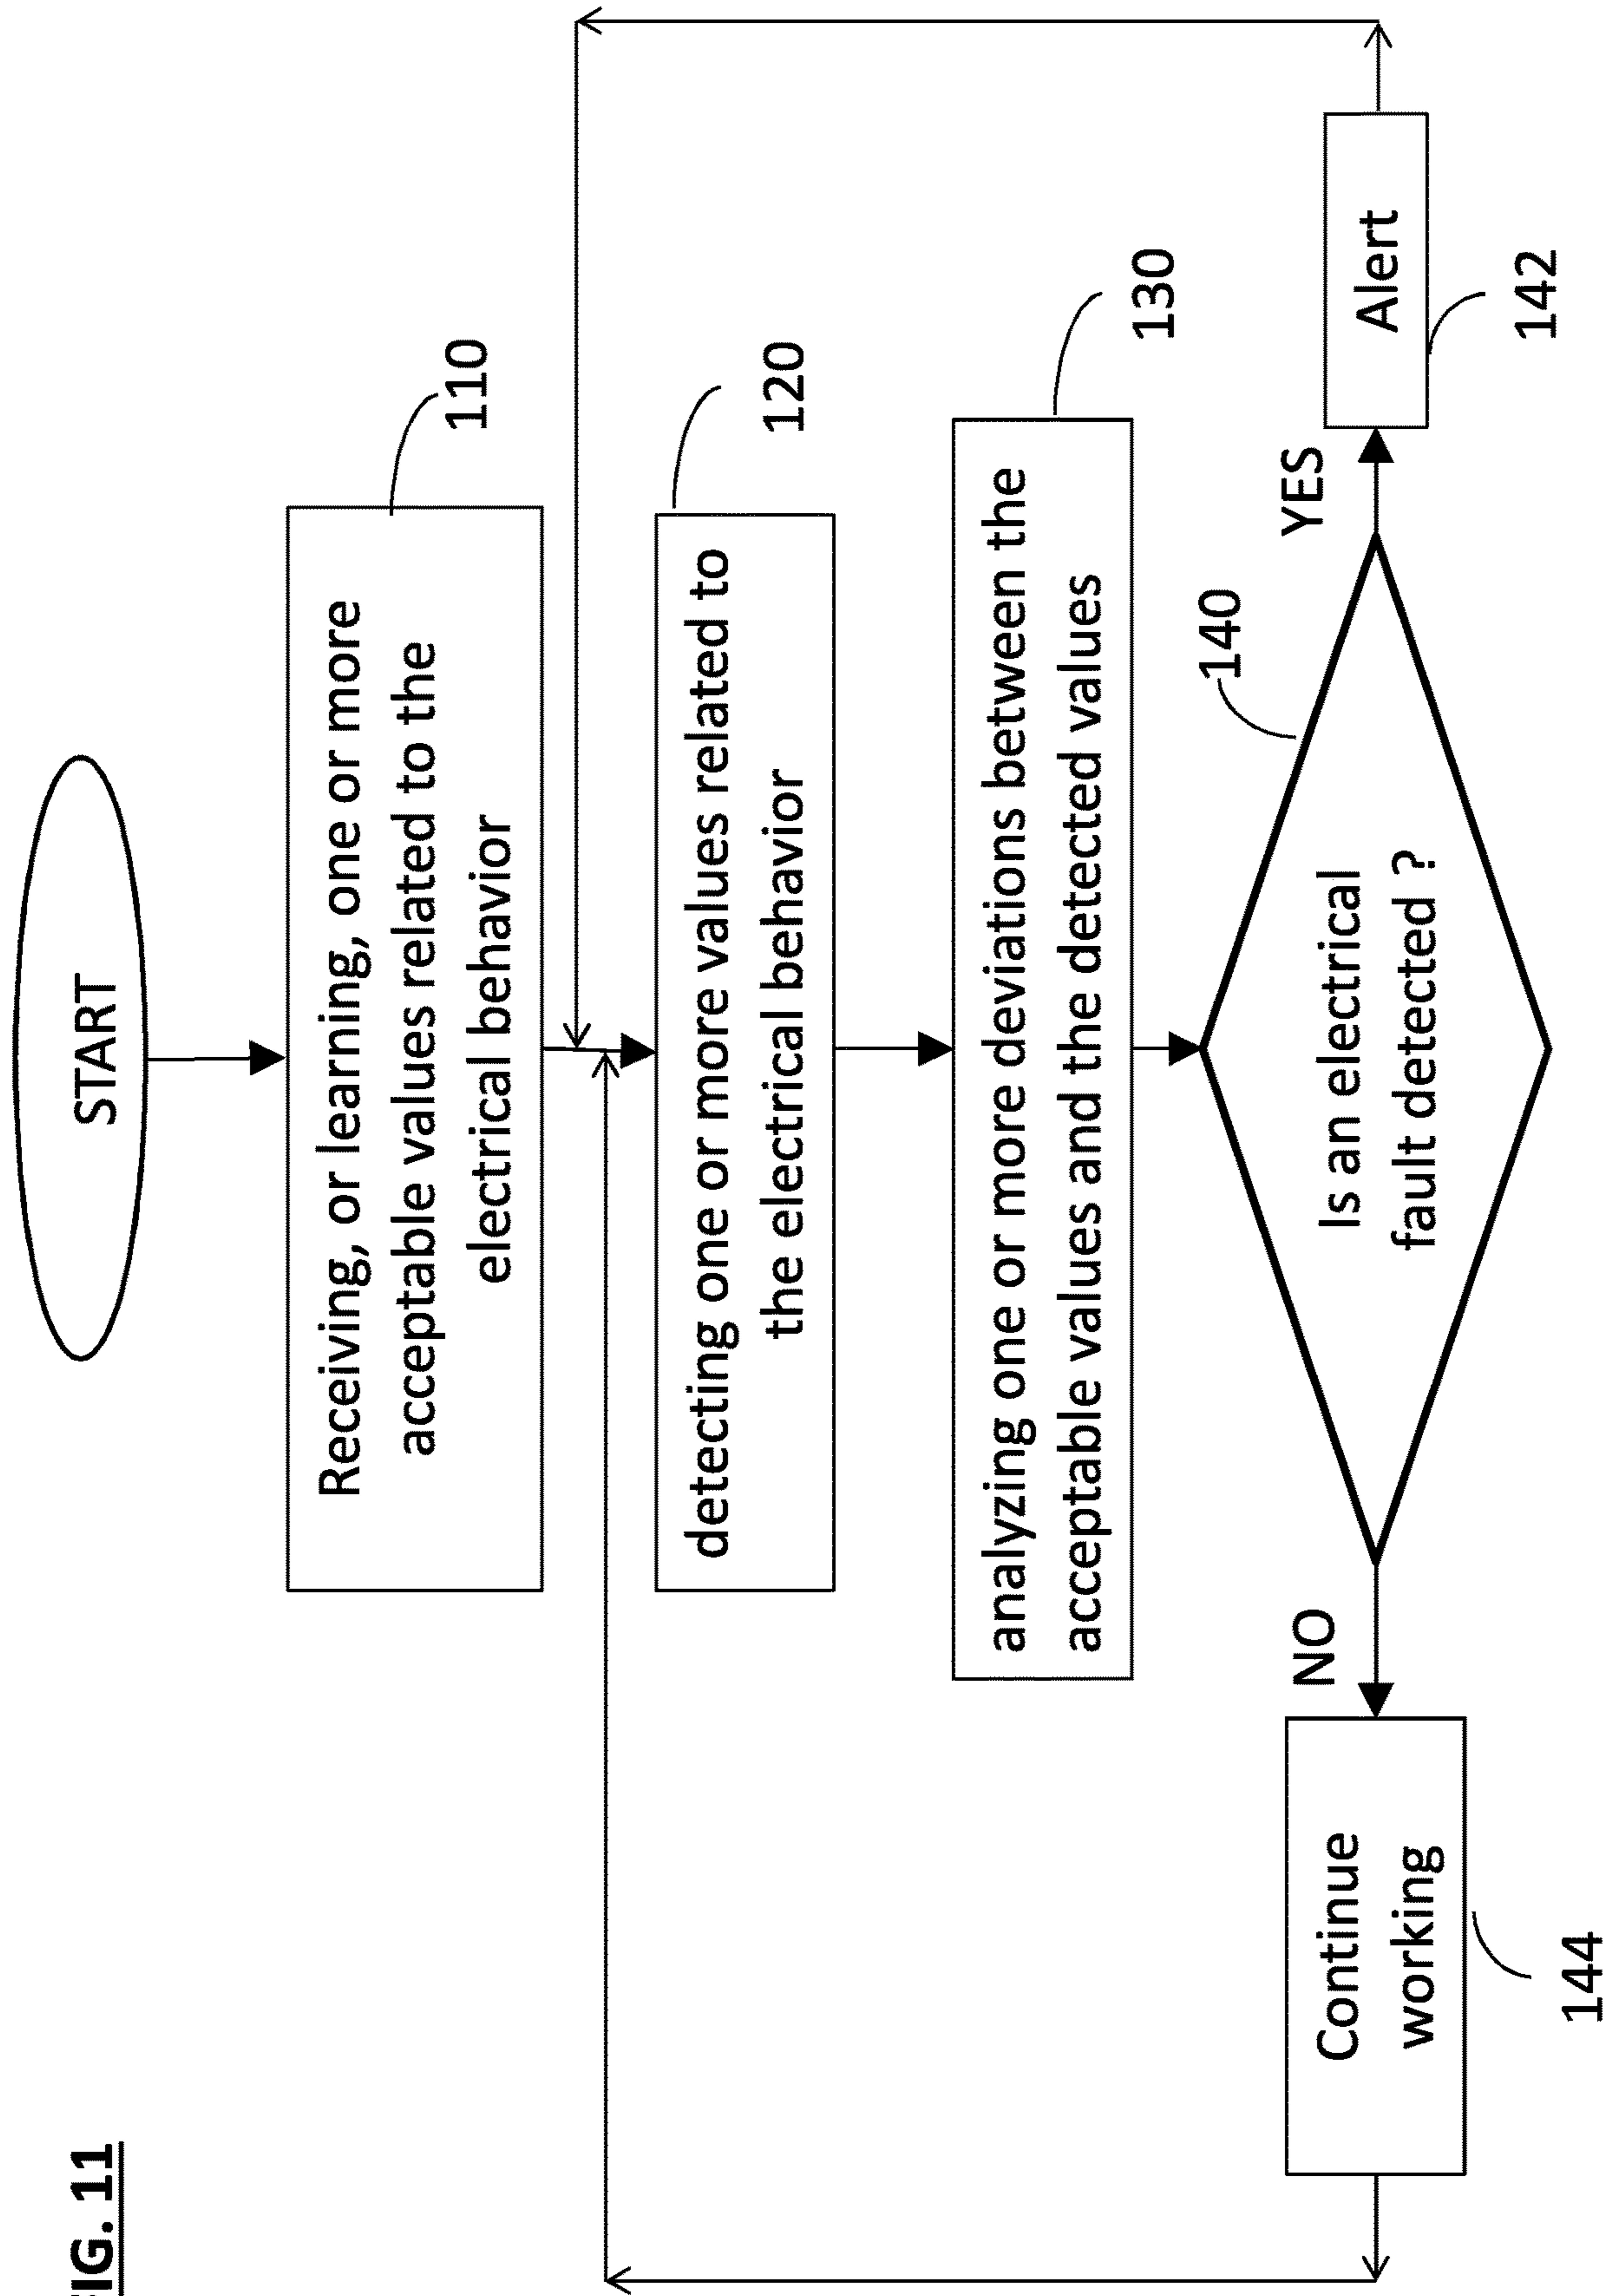 IG. 11
START
Receiving, or learning, one or more
acceptable values related to the
electrical behavior
110
detecting one or more values related to
the electrical behavior
120
analyzing one or more deviations between the
acceptable values and the detected values
130
140
Is an electrical
fault detected ?
NO
YES
Continue
working
144
Alert
142